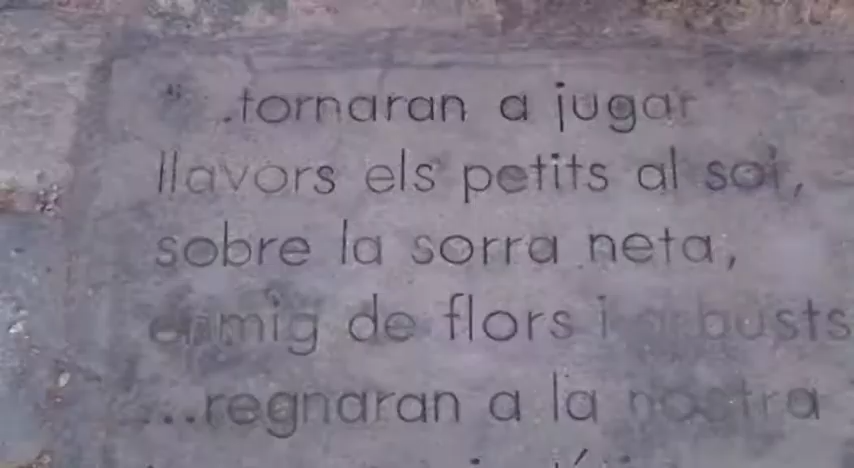 "...tornaran a jugar
llavors els petits al sol,
sobre la sorra neta,
enmig de flors i arbusts
...regnaran a la nostra